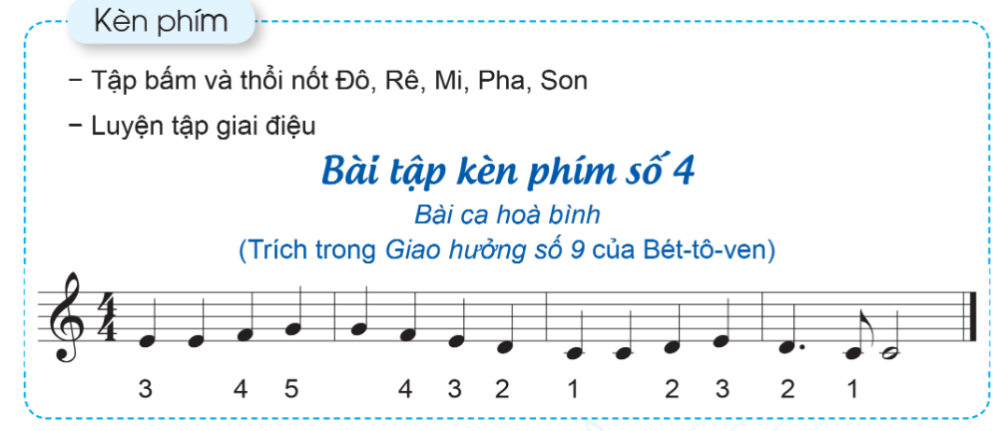 Kèn phím
– Tập bấm và thổi nốt Đô, Rê, Mi, Pha, Son
– Luyện tập giai điệu
Bài tập kèn phím số 4
Bài ca hoà bình
(Trích trong Giao hưởng số 9 của Bét-tô-ven)
4
4
3 4 5 4 3 2 1 2 3 2 1